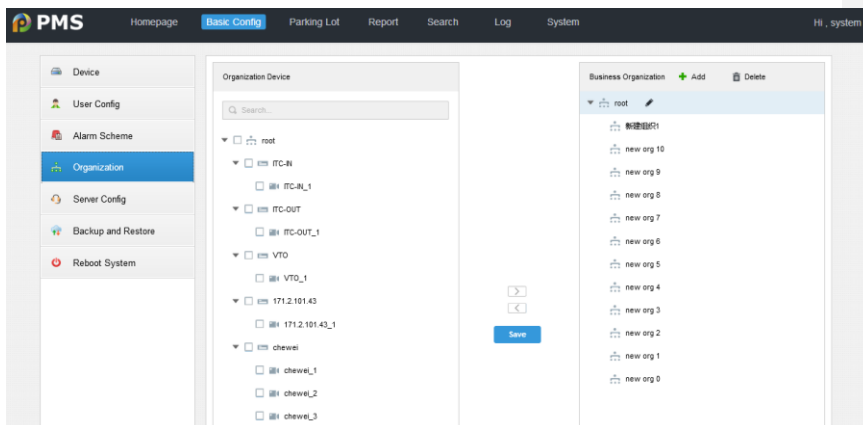 PMS
Homepage
Basic Config
Parking Lot
Report
Search
Log
System
Hi , system
Device
User Config
Alarm Scheme
Organization
Server Config
Backup and Restore
Reboot System
Organization Device
Search...
root
ITC-IN
ITC-IN_1
ITC-OUT
ITC-OUT_1
VTO
VTO_1
171.2.101.43
171.2.101.43_1
chewei
chewei_1
chewei_2
chewei_3
>
<
Save
Business Organization
Add
Delete
root
新建组织1
new org 10
new org 9
new org 8
new org 7
new org 6
new org 5
new org 4
new org 3
new org 2
new org 1
new org 0